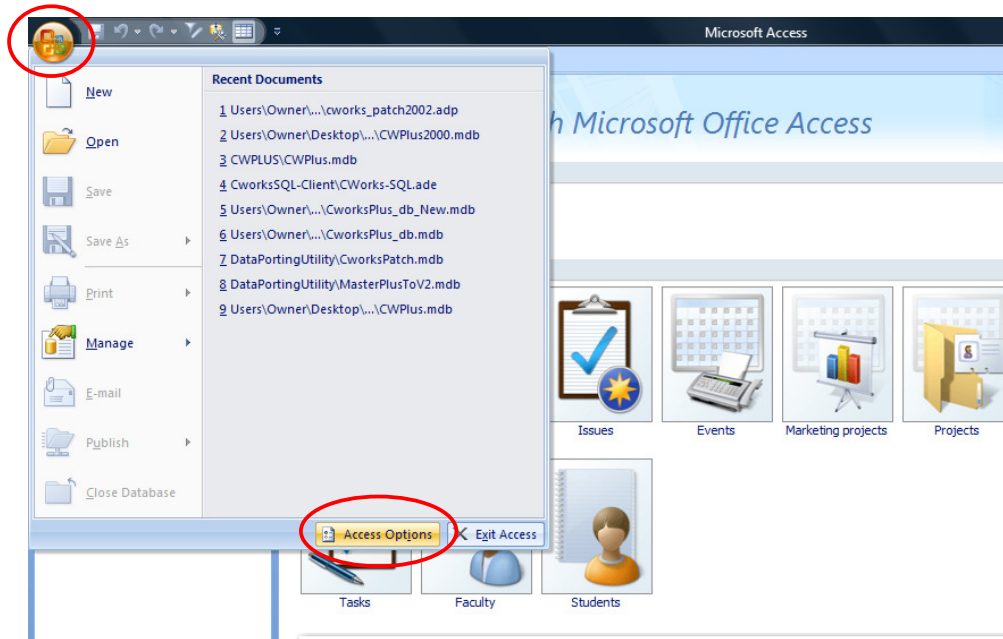 Microsoft Access
Recent Documents
New
Open
Save
Save As
Print
Manage
E-mail
Publish
Close Database
1 Users\Owner\...\cworks_patch2002.adp
2 Users\Owner\Desktop\...\CWPlus2000.mdb
3 CWPLUS\CWPlus.mdb
4 CworksSQL-Client\CWorks-SQL.ade
5 Users\Owner\...\CworksPlus_db_New.mdb
6 Users\Owner\...\CworksPlus_db.mdb
7 DataPortingUtility\CworksPatch.mdb
8 DataPortingUtility\MasterPlusToV2.mdb
9 Users\Owner\Desktop\...\CWPlus.mdb
Access Options
Exit Access
h Microsoft Office Access
Issues
Events
Marketing projects
Projects
Tasks
Faculty
Students